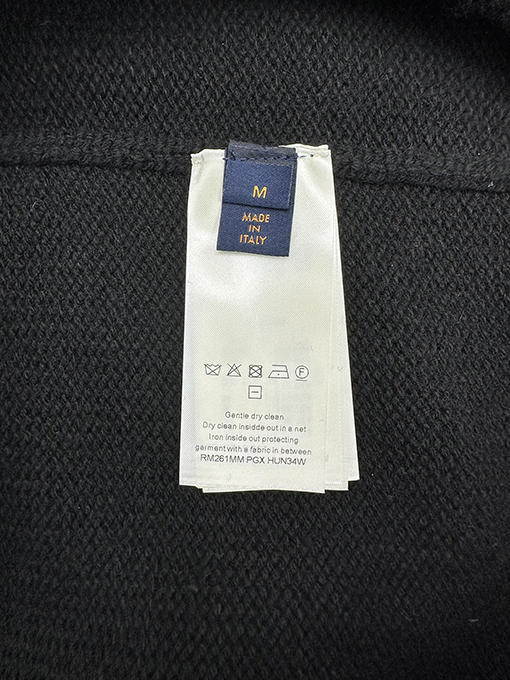 M
MADE
IN
ITALY
F
Gentle dry clean
Dry clean insidde out in a net
Iron inside out protecting
garment with a fabric in between
RM261MM PGX HUN34W